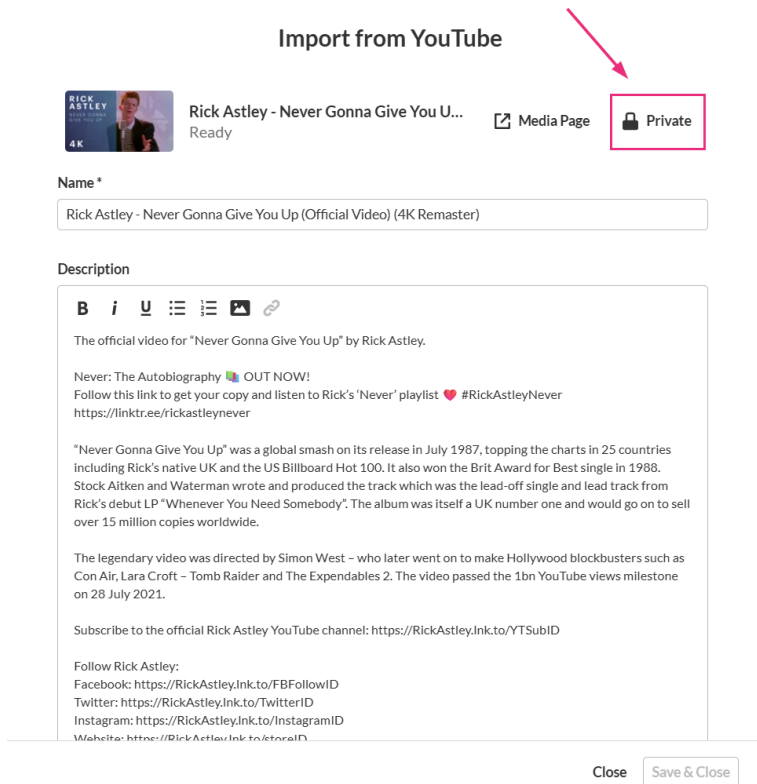 Import from YouTube
RICK
ASTLEY
NEVER GONNA
GIVE YOU UP
4K
Rick Astley - Never Gonna Give You U...
Ready
Media Page
Private
Name *
Rick Astley - Never Gonna Give You Up (Official Video) (4K Remaster)
Description
B i U
The official video for “Never Gonna Give You Up” by Rick Astley.
Never: The Autobiography 📚 OUT NOW!
Follow this link to get your copy and listen to Rick’s ‘Never’ playlist ❤️ #RickAstleyNever
https://linktr.ee/rickastleynever
“Never Gonna Give You Up” was a global smash on its release in July 1987, topping the charts in 25 countries
including Rick’s native UK and the US Billboard Hot 100. It also won the Brit Award for Best single in 1988.
Stock Aitken and Waterman wrote and produced the track which was the lead-off single and lead track from
Rick’s debut LP “Whenever You Need Somebody”. The album was itself a UK number one and would go on to sell
over 15 million copies worldwide.
The legendary video was directed by Simon West – who later went on to make Hollywood blockbusters such as
Con Air, Lara Croft – Tomb Raider and The Expendables 2. The video passed the 1bn YouTube views milestone
on 28 July 2021.
Subscribe to the official Rick Astley YouTube channel: https://RickAstley.lnk.to/YTSubID
Follow Rick Astley:
Facebook: https://RickAstley.lnk.to/FBFollowID
Twitter: https://RickAstley.lnk.to/TwitterID
Instagram: https://RickAstley.lnk.to/InstagramID
Website: https://RickAstley.lnk.to/storeID
Close
Save & Close